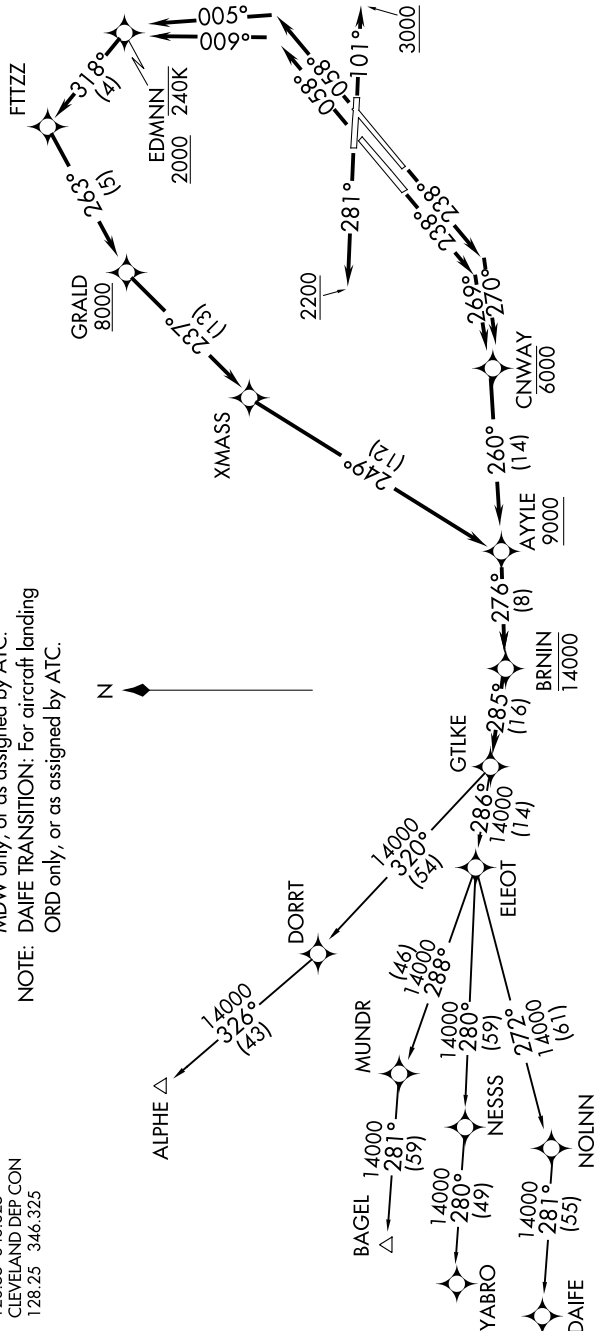 MDW only, or as assigned by ATC.
NOTE: DAIFE TRANSITION: For aircraft landing
ORD only, or as assigned by ATC.
CLEVELAND DEP CON
128.25 346.325
N
FTTZZ
318°
(4)
005°
009°
EDMNN
240K
2000
263°
(5)
GRALD
8000
237°
(13)
XMASS
249°
(12)
058°
058°
101°
3000
281°
2200
238°
238°
269°
270°
CNWAY
6000
260°
(14)
AYYLE
9000
276°
(8)
BRNIN
14000
285°
(16)
GTLKE
286°
14000
(14)
ELEOT
14000
320°
(54)
DORRT
14000
326°
(43)
ALPHE
(46)
14000
288°
MUNDR
14000
281°
(59)
BAGEL
14000
280°
(59)
NESSS
14000
280°
(49)
YABRO
272°
14000
(61)
NOLNN
14000
281°
(55)
DAIFE